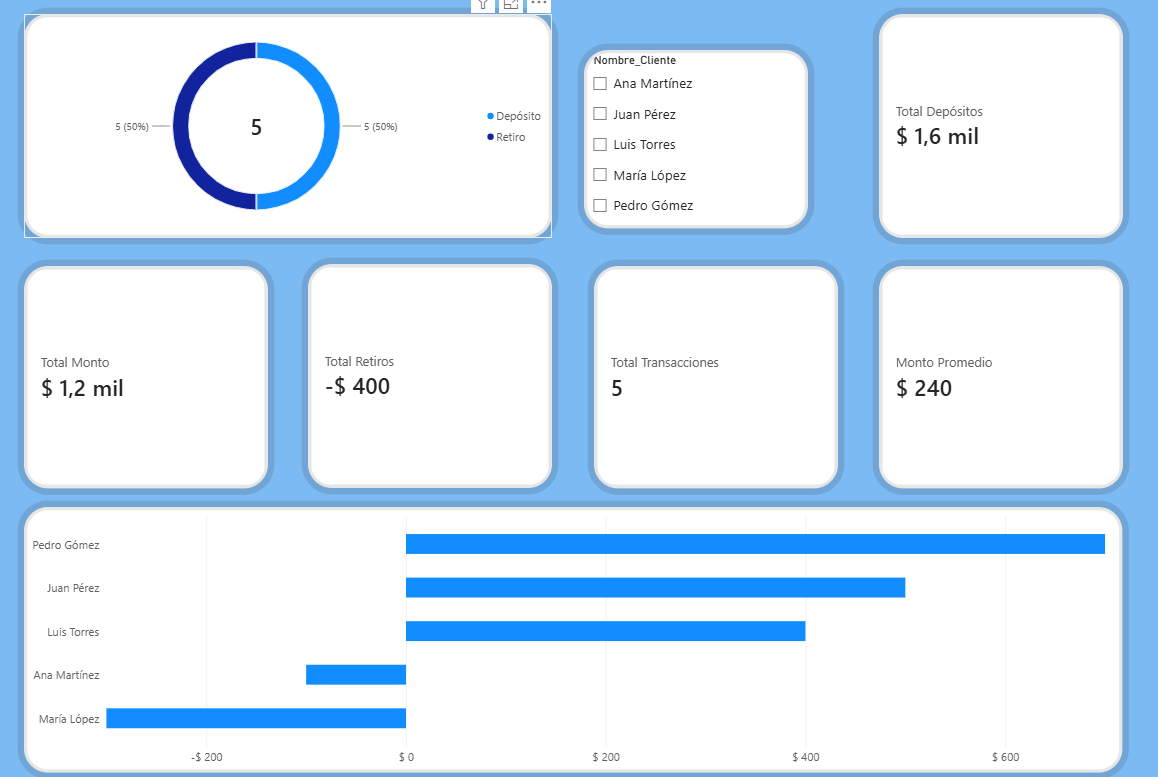 5 (50%)
5
5 (50%)
Depósito
Retiro
Nombre_Cliente
Ana Martínez
Juan Pérez
Luis Torres
María López
Pedro Gómez
Total Depósitos
$ 1,6 mil
Total Monto
$ 1,2 mil
Total Retiros
-$ 400
Total Transacciones
5
Monto Promedio
$ 240
Pedro Gómez
Juan Pérez
Luis Torres
Ana Martínez
María López
-$ 200
$ 0
$ 200
$ 400
$ 600